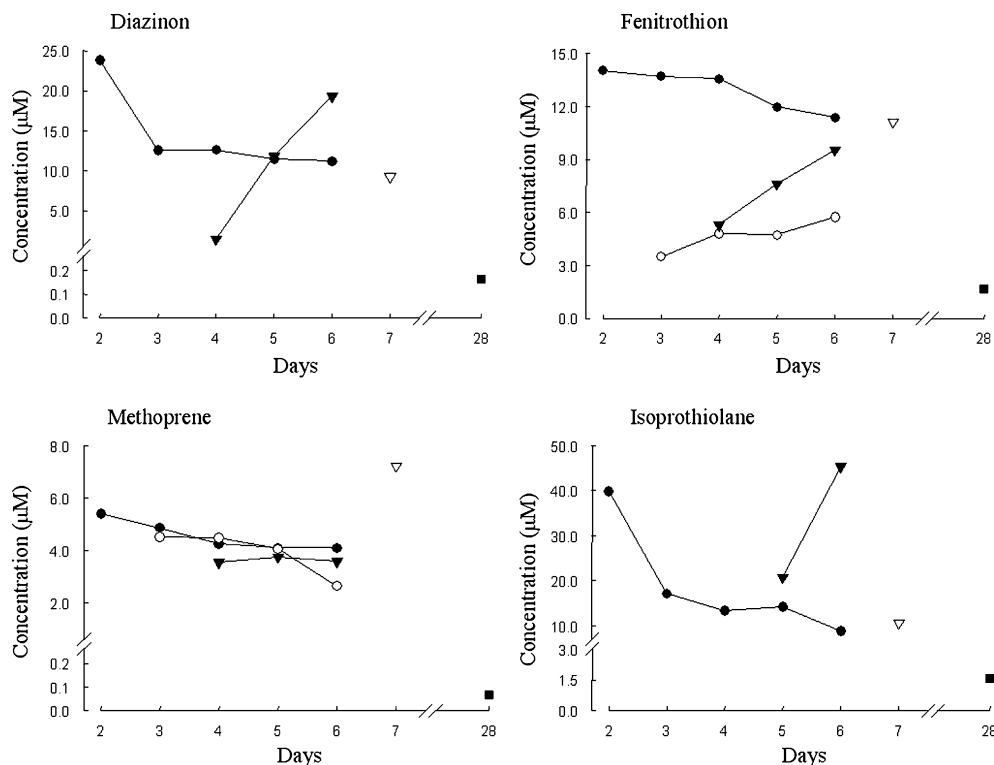 Diazinon
Concentration (µM)
25.0
20.0
15.0
10.0
5.0
0.2
0.1
0.0
2 3 4 5 6 7 28
Days
Fenitrothion
Concentration (µM)
15.0
12.0
9.0
6.0
3.0
0.0
2 3 4 5 6 7 28
Days
Methoprene
Concentration (µM)
8.0
6.0
4.0
2.0
0.2
0.1
0.0
2 3 4 5 6 7 28
Days
Isoprothiolane
Concentration (µM)
50.0
40.0
30.0
20.0
10.0
3.0
1.5
0.0
2 3 4 5 6 7 28
Days